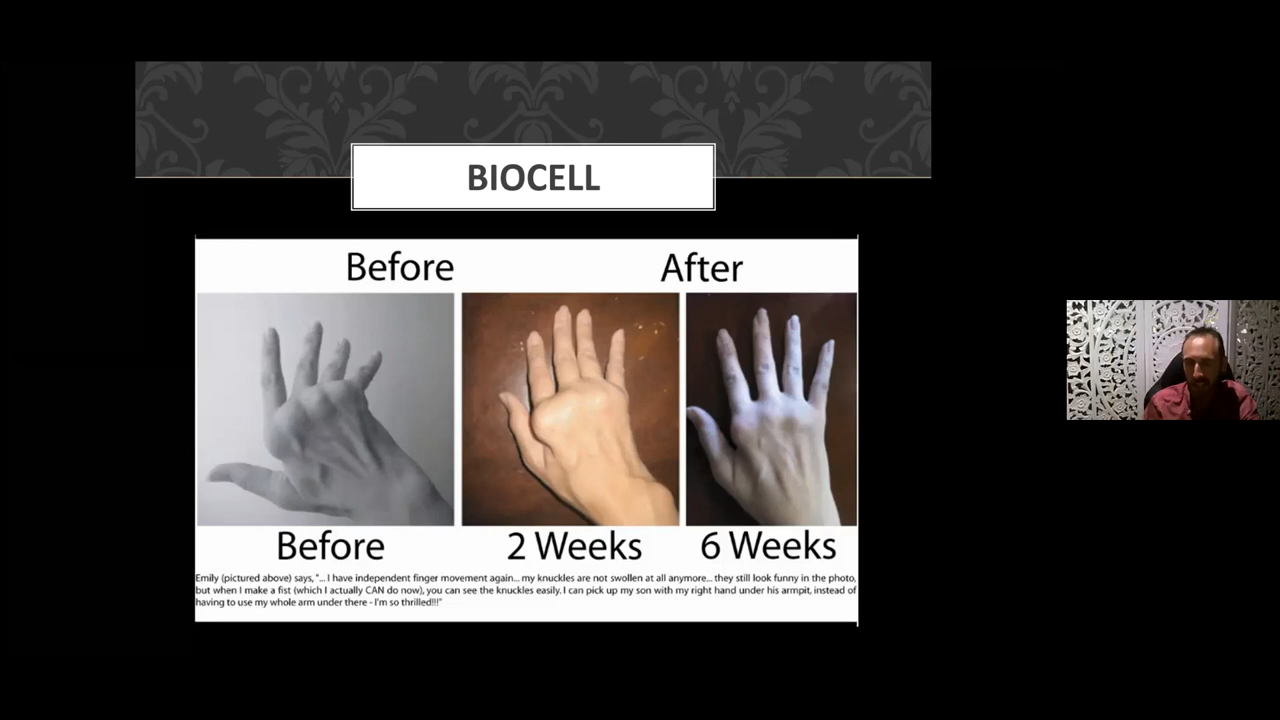 BIOCELL
Before After
Before 2 Weeks 6 Weeks
Emily (pictured above) says, "... I have independent finger movement again... my knuckles are not swollen at all anymore... they still look funny in the photo,
but when I make a fist (which I actually CAN do now), you can see the knuckles easily. I can pick up my son with my right hand under his armpit, instead of
having to use my whole arm under there - I'm so thrilled!!!"